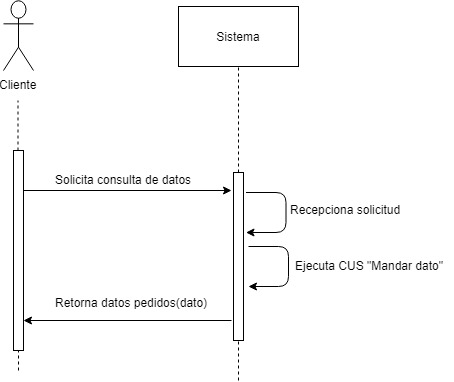 Sistema
Cliente
Solicita consulta de datos
Recepciona solicitud
Ejecuta CUS "Mandar dato"
Retorna datos pedidos(dato)